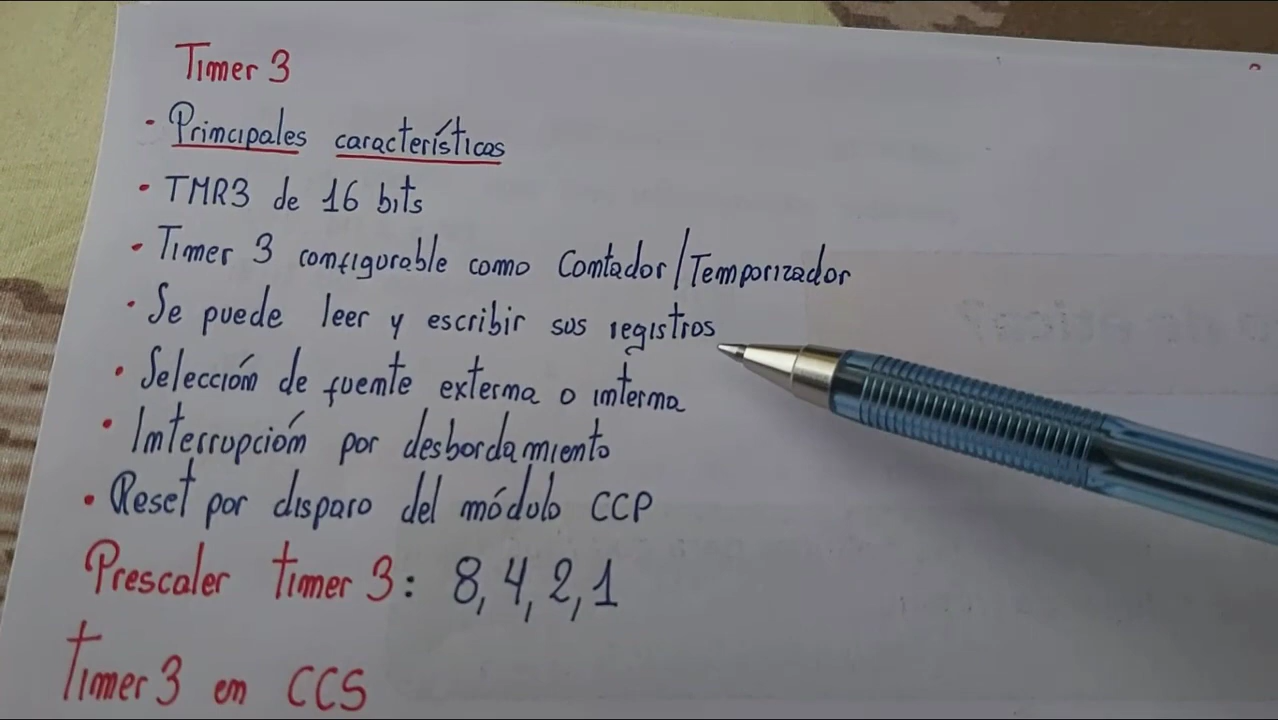 Timer 3
• Principales características
• TMR3 de 16 bits
• Timer 3 configurable como Contador/Temporizador
• Se puede leer y escribir sus registros
• Selección de fuente externa o interna
• Interrupción por desbordamiento
• Reset por disparo del módulo CCP
Prescaler timer 3: 8, 4, 2, 1
Timer 3 en CCS